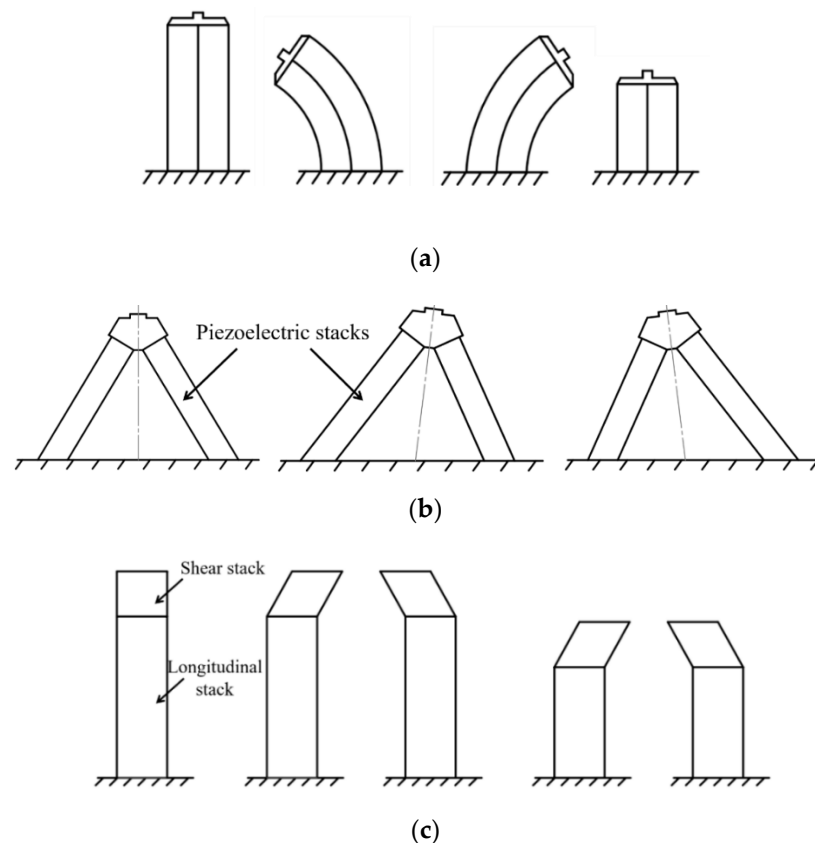 (a)
Piezoelectric stacks
(b)
Shear stack
Longitudinal
stack
(c)